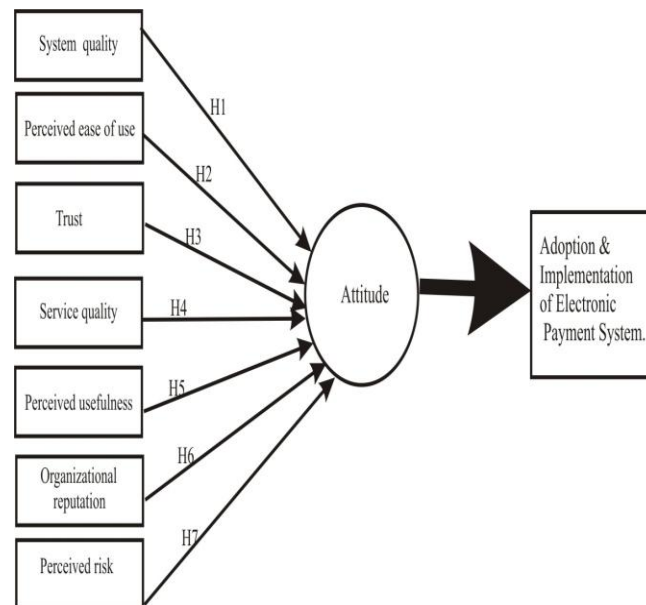 System quality
H1
Perceived ease of use
H2
Trust
H3
Service quality
H4
Perceived usefulness
H5
Organizational
reputation
H6
Perceived risk
H7
Attitude
Adoption &
Implementation
of Electronic
Payment System.